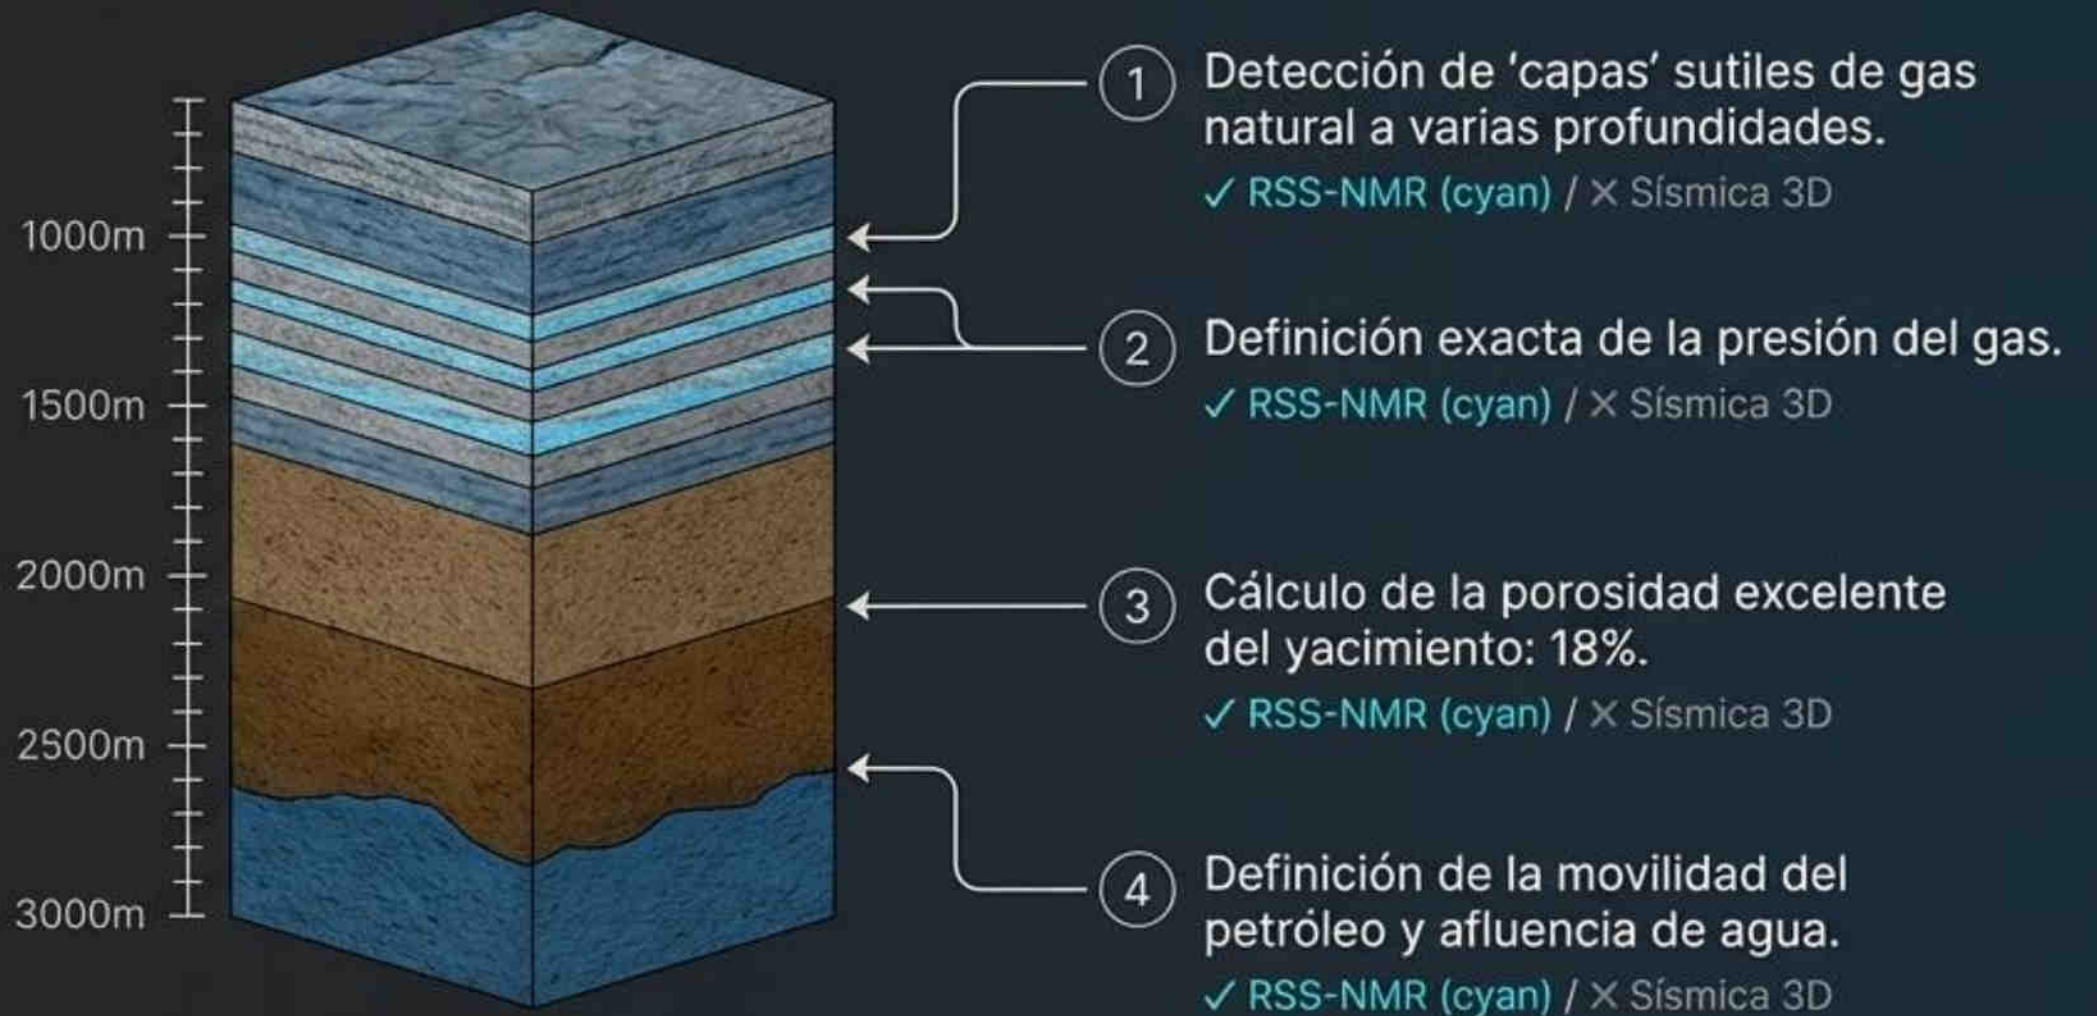 1000m
1500m
2000m
2500m
3000m
1 Detección de ‘capas’ sutiles de gas
natural a varias profundidades.
✓ RSS-NMR (cyan) / ✕ Sísmica 3D
2 Definición exacta de la presión del gas.
✓ RSS-NMR (cyan) / ✕ Sísmica 3D
3 Cálculo de la porosidad excelente
del yacimiento: 18%.
✓ RSS-NMR (cyan) / ✕ Sísmica 3D
4 Definición de la movilidad del
petróleo y afluencia de agua.
✓ RSS-NMR (cyan) / ✕ Sísmica 3D